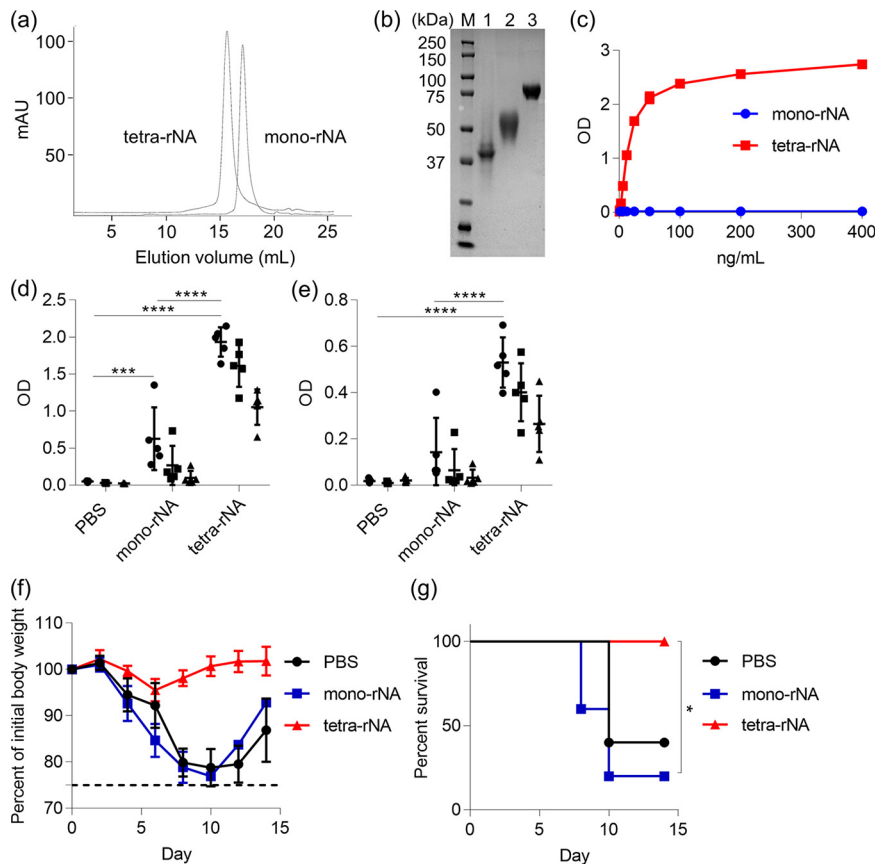 (a)
100
100
50
mAU
tetra-rNA
mono-rNA
5
10
15
20
25
Elution volume (mL)
(b)
(kDa) M 1 2 3
250
150
100
75
50
37
(c)
3
2
1
0
OD
mono-rNA
tetra-rNA
0 100 200 300 400
ng/mL
(d)
****
****
***
2.5
2.0
1.5
1.0
0.5
0.0
OD
PBS
mono-rNA
tetra-rNA
(e)
****
****
0.8
0.6
0.4
0.2
0.0
OD
PBS
mono-rNA
tetra-rNA
(f)
Percent of initial body weight
110
100
90
80
70
0 5 10 15
Day
PBS
mono-rNA
tetra-rNA
(g)
Percent survival
100
50
0
0 5 10 15
Day
*
PBS
mono-rNA
tetra-rNA